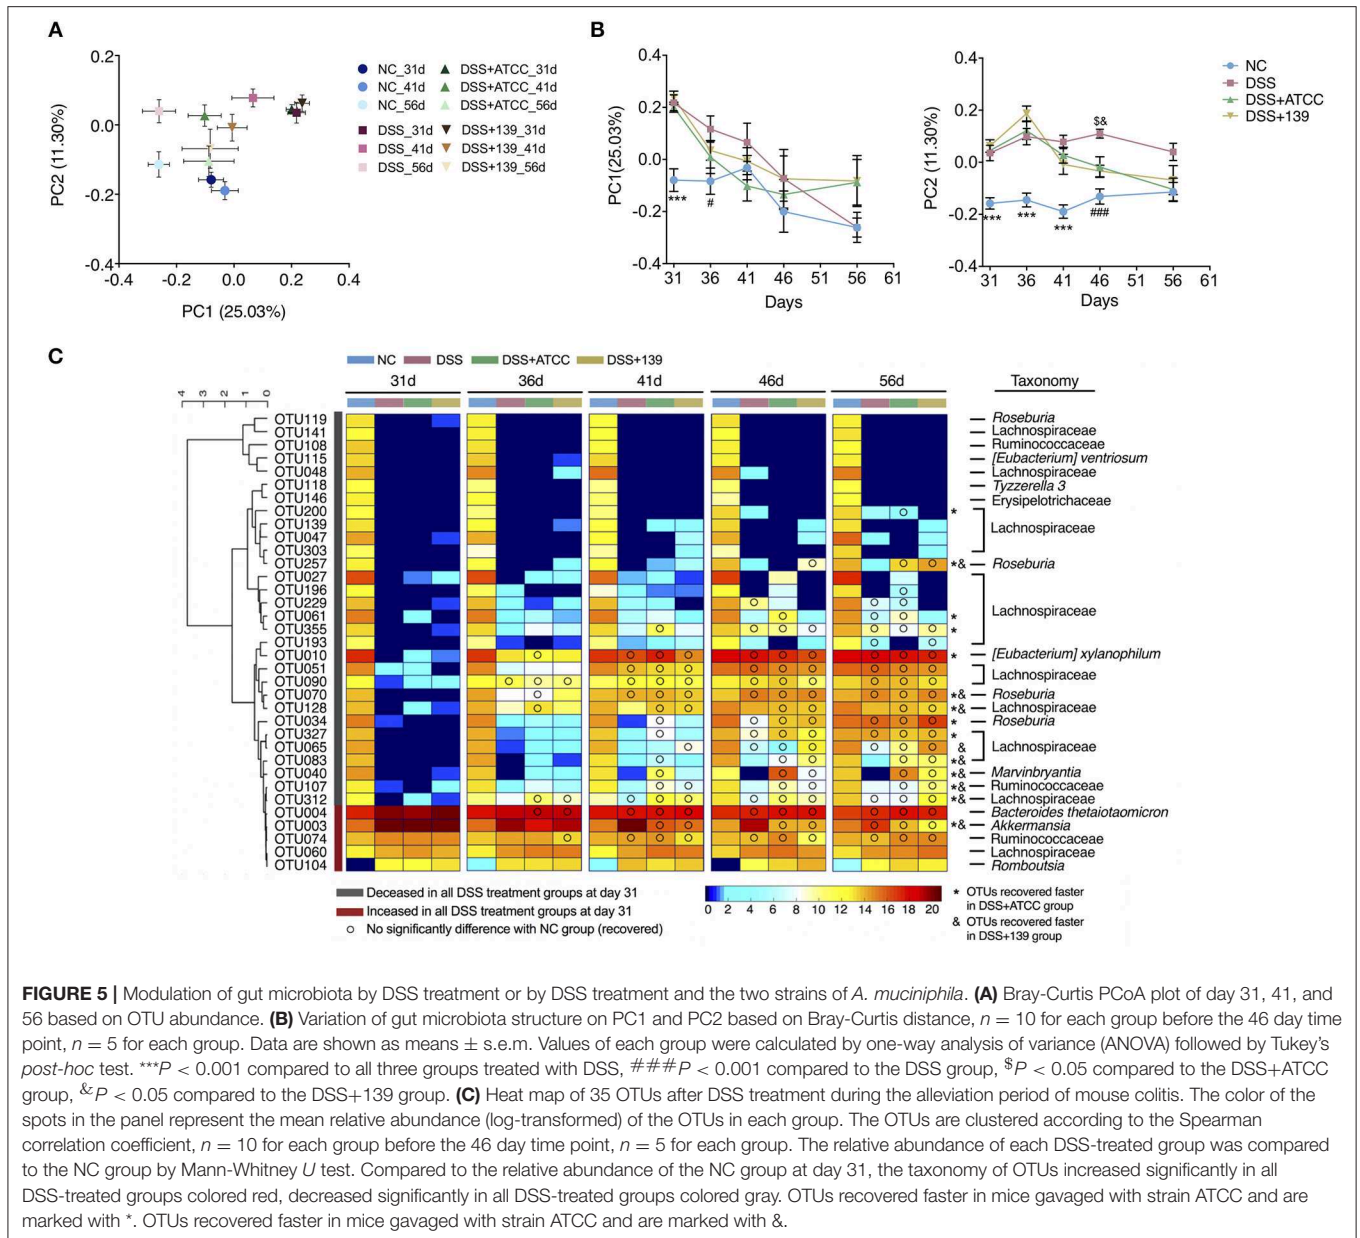 A
PC2 (11.30%)
0.2
0.0
-0.2
-0.4
-0.4 -0.2 0.0 0.2 0.4
PC1 (25.03%)
NC_31d
NC_41d
NC_56d
DSS_31d
DSS_41d
DSS_56d
DSS+ATCC_31d
DSS+ATCC_41d
DSS+ATCC_56d
DSS+139_31d
DSS+139_41d
DSS+139_56d
B
PC1(25.03%)
0.4
0.2
0.0
-0.2
-0.4
***
#
31 36 41 46 56 61
Days
PC2 (11.30%)
0.4
0.2
0.0
-0.2
-0.4
$&
***
***
***
###
31 36 41 46 56 61
Days
NC
DSS
DSS+ATCC
DSS+139
C
NC DSS DSS+ATCC DSS+139
4 3 2 1 0
31d 36d 41d 46d 56d Taxonomy
OTU119 Roseburia
OTU141 Lachnospiraceae
OTU108 Ruminococcaceae
OTU115 [Eubacterium] ventriosum
OTU048 Lachnospiraceae
OTU118 Tyzzerella 3
OTU146 Erysipelotrichaceae
OTU200 *
OTU139 Lachnospiraceae
OTU047
OTU303
OTU257 *& Roseburia
OTU027
OTU196
OTU229 Lachnospiraceae
OTU061 *
OTU355 *
OTU193
OTU010 * [Eubacterium] xylanophilum
OTU051 Lachnospiraceae
OTU090
OTU070 *& Roseburia
OTU128 *& Lachnospiraceae
OTU034 * Roseburia
OTU327 *
OTU065 & Lachnospiraceae
OTU083 *&
OTU040 *& Marvinbryantia
OTU107 *& Ruminococcaceae
OTU312 *& Lachnospiraceae
OTU004 Bacteroides thetaiotaomicron
OTU003 *& Akkermansia
OTU074 Ruminococcaceae
OTU060 Lachnospiraceae
OTU104 Romboutsia
Deceased in all DSS treatment groups at day 31
Inceased in all DSS treatment groups at day 31
No significantly difference with NC group (recovered)
0 2 4 6 8 10 12 14 16 18 20
* OTUs recovered faster
in DSS+ATCC group
& OTUs recovered faster
in DSS+139 group
FIGURE 5 | Modulation of gut microbiota by DSS treatment or by DSS treatment and the two strains of A. muciniphila. (A) Bray-Curtis PCoA plot of day 31, 41, and
56 based on OTU abundance. (B) Variation of gut microbiota structure on PC1 and PC2 based on Bray-Curtis distance, n = 10 for each group before the 46 day time
point, n = 5 for each group. Data are shown as means ± s.e.m. Values of each group were calculated by one-way analysis of variance (ANOVA) followed by Tukey's
post-hoc test. ***P < 0.001 compared to all three groups treated with DSS, ###P < 0.001 compared to the DSS group, $P < 0.05 compared to the DSS+ATCC
group, &P < 0.05 compared to the DSS+139 group. (C) Heat map of 35 OTUs after DSS treatment during the alleviation period of mouse colitis. The color of the
spots in the panel represent the mean relative abundance (log-transformed) of the OTUs in each group. The OTUs are clustered according to the Spearman
correlation coefficient, n = 10 for each group before the 46 day time point, n = 5 for each group. The relative abundance of each DSS-treated group was compared
to the NC group by Mann-Whitney U test. Compared to the relative abundance of the NC group at day 31, the taxonomy of OTUs increased significantly in all
DSS-treated groups colored red, decreased significantly in all DSS-treated groups colored gray. OTUs recovered faster in mice gavaged with strain ATCC and are
marked with *. OTUs recovered faster in mice gavaged with strain ATCC and are marked with &.